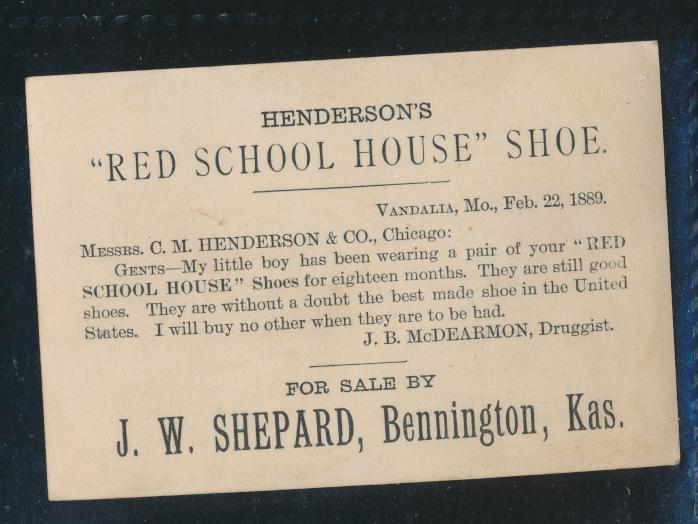 HENDERSON'S
"RED SCHOOL HOUSE" SHOE.
VANDALIA, Mo., Feb. 22, 1889.
MESSRS. C. M. HENDERSON & CO., Chicago:
GENTS—My little boy has been wearing a pair of your "RED
SCHOOL HOUSE" Shoes for eighteen months. They are still good
shoes. They are without a doubt the best made shoe in the United
States. I will buy no other when they are to be had.
J. B. McDEARMON, Druggist.
FOR SALE BY
J. W. SHEPARD, Bennington, Kas.